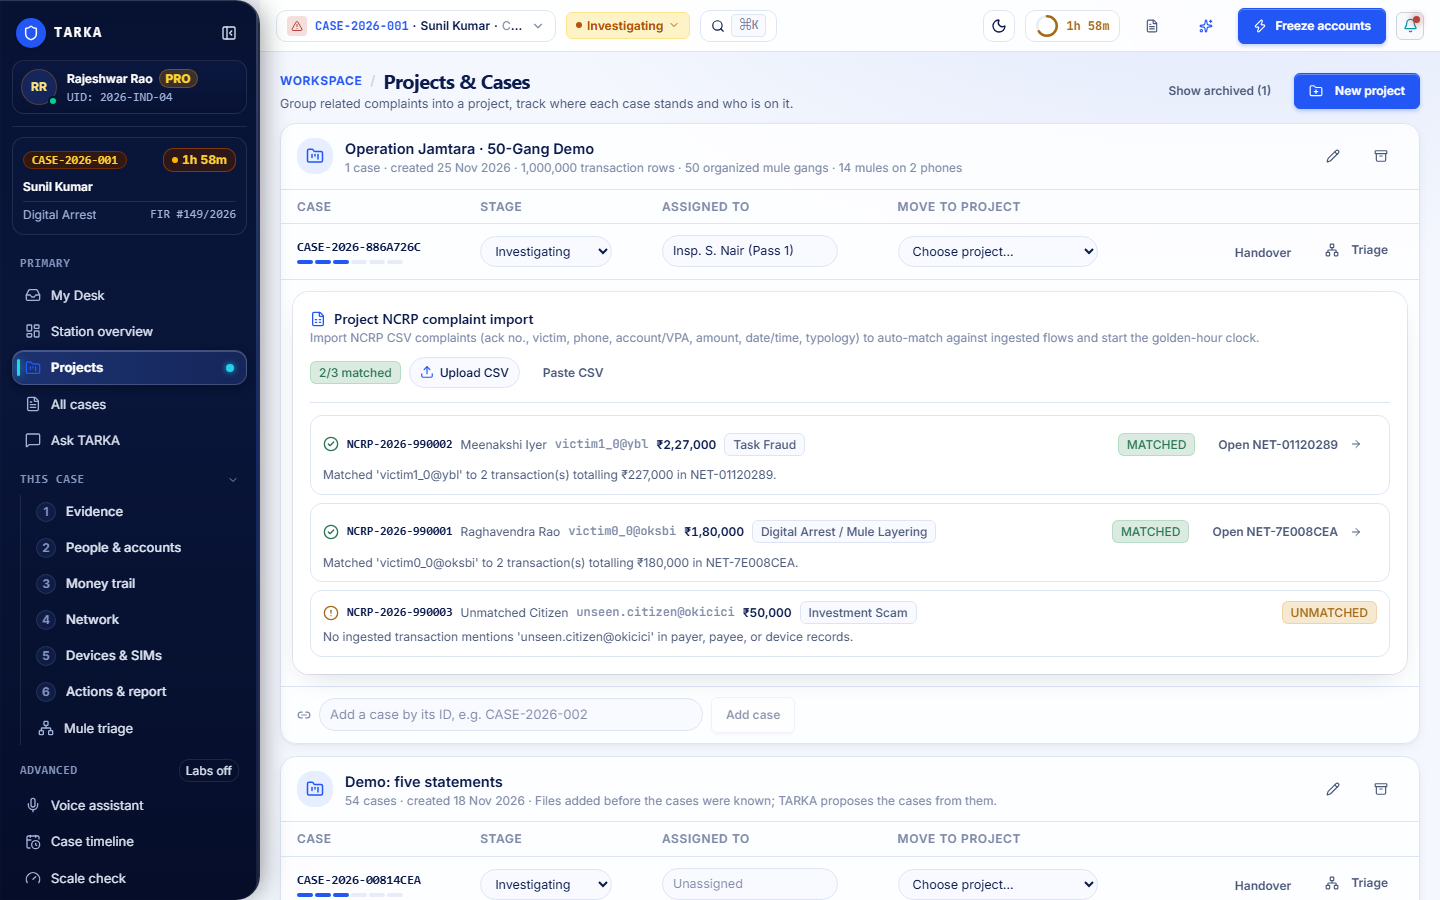 TARKA
Rajeshwar Rao PRO
RR
UID: 2026-IND-04
CASE-2026-001 1h 58m
Sunil Kumar
Digital Arrest FIR #149/2026
PRIMARY
My Desk
Station overview
Projects
All cases
Ask TARKA
THIS CASE
1 Evidence
2 People & accounts
3 Money trail
4 Network
5 Devices & SIMs
6 Actions & report
Mule triage
ADVANCED Labs off
Voice assistant
Case timeline
Scale check
CASE-2026-001 · Sunil Kumar · C... Investigating ⌘K 1h 58m Freeze accounts
WORKSPACE / Projects & Cases
Group related complaints into a project, track where each case stands and who is on it.
Show archived (1) New project
Operation Jamtara · 50-Gang Demo
1 case · created 25 Nov 2026 · 1,000,000 transaction rows · 50 organized mule gangs · 14 mules on 2 phones
CASE STAGE ASSIGNED TO MOVE TO PROJECT
CASE-2026-886A726C Investigating Insp. S. Nair (Pass 1) Choose project... Handover Triage
Project NCRP complaint import
Import NCRP CSV complaints (ack no., victim, phone, account/VPA, amount, date/time, typology) to auto-match against ingested flows and start the golden-hour clock.
2/3 matched Upload CSV Paste CSV
NCRP-2026-990002 Meenakshi Iyer victim1_0@ybl ₹2,27,000 Task Fraud MATCHED Open NET-01120289
Matched 'victim1_0@ybl' to 2 transaction(s) totalling ₹227,000 in NET-01120289.
NCRP-2026-990001 Raghavendra Rao victim0_0@oksbi ₹1,80,000 Digital Arrest / Mule Layering MATCHED Open NET-7E008CEA
Matched 'victim0_0@oksbi' to 2 transaction(s) totalling ₹180,000 in NET-7E008CEA.
NCRP-2026-990003 Unmatched Citizen unseen.citizen@okicici ₹50,000 Investment Scam UNMATCHED
No ingested transaction mentions 'unseen.citizen@okicici' in payer, payee, or device records.
Add a case by its ID, e.g. CASE-2026-002 Add case
Demo: five statements
54 cases · created 18 Nov 2026 · Files added before the cases were known; TARKA proposes the cases from them.
CASE STAGE ASSIGNED TO MOVE TO PROJECT
CASE-2026-00814CEA Investigating Unassigned Choose project... Handover Triage